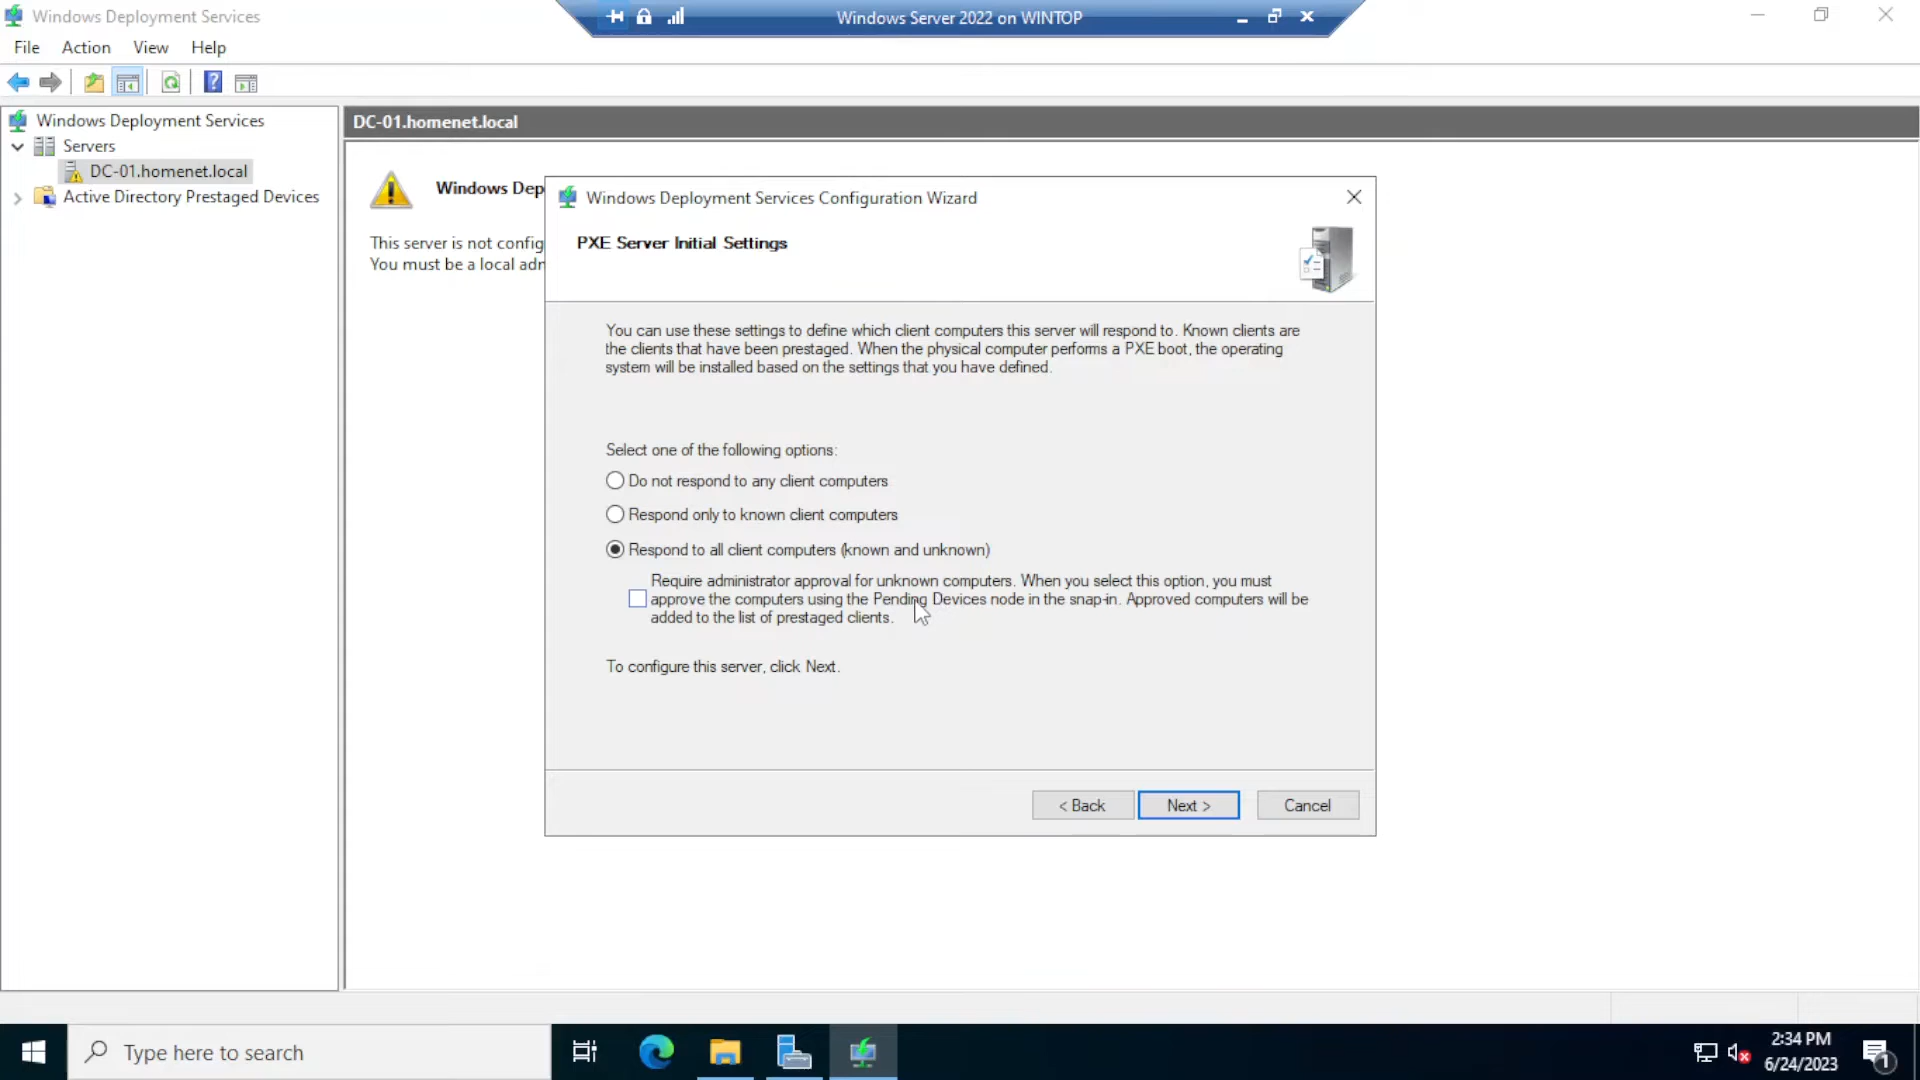 Windows Deployment Services
Windows Server 2022 on WINTOP
File Action View Help
Windows Deployment Services
Servers
DC-01.homenet.local
Active Directory Prestaged Devices
DC-01.homenet.local
Windows Dep
This server is not config
You must be a local adm
Windows Deployment Services Configuration Wizard
PXE Server Initial Settings
You can use these settings to define which client computers this server will respond to. Known clients are
the clients that have been prestaged. When the physical computer performs a PXE boot, the operating
system will be installed based on the settings that you have defined.
Select one of the following options:
Do not respond to any client computers
Respond only to known client computers
Respond to all client computers (known and unknown)
Require administrator approval for unknown computers. When you select this option, you must
approve the computers using the Pending Devices node in the snap-in. Approved computers will be
added to the list of prestaged clients.
To configure this server, click Next.
< Back
Next >
Cancel
Type here to search
2:34 PM
6/24/2023
1